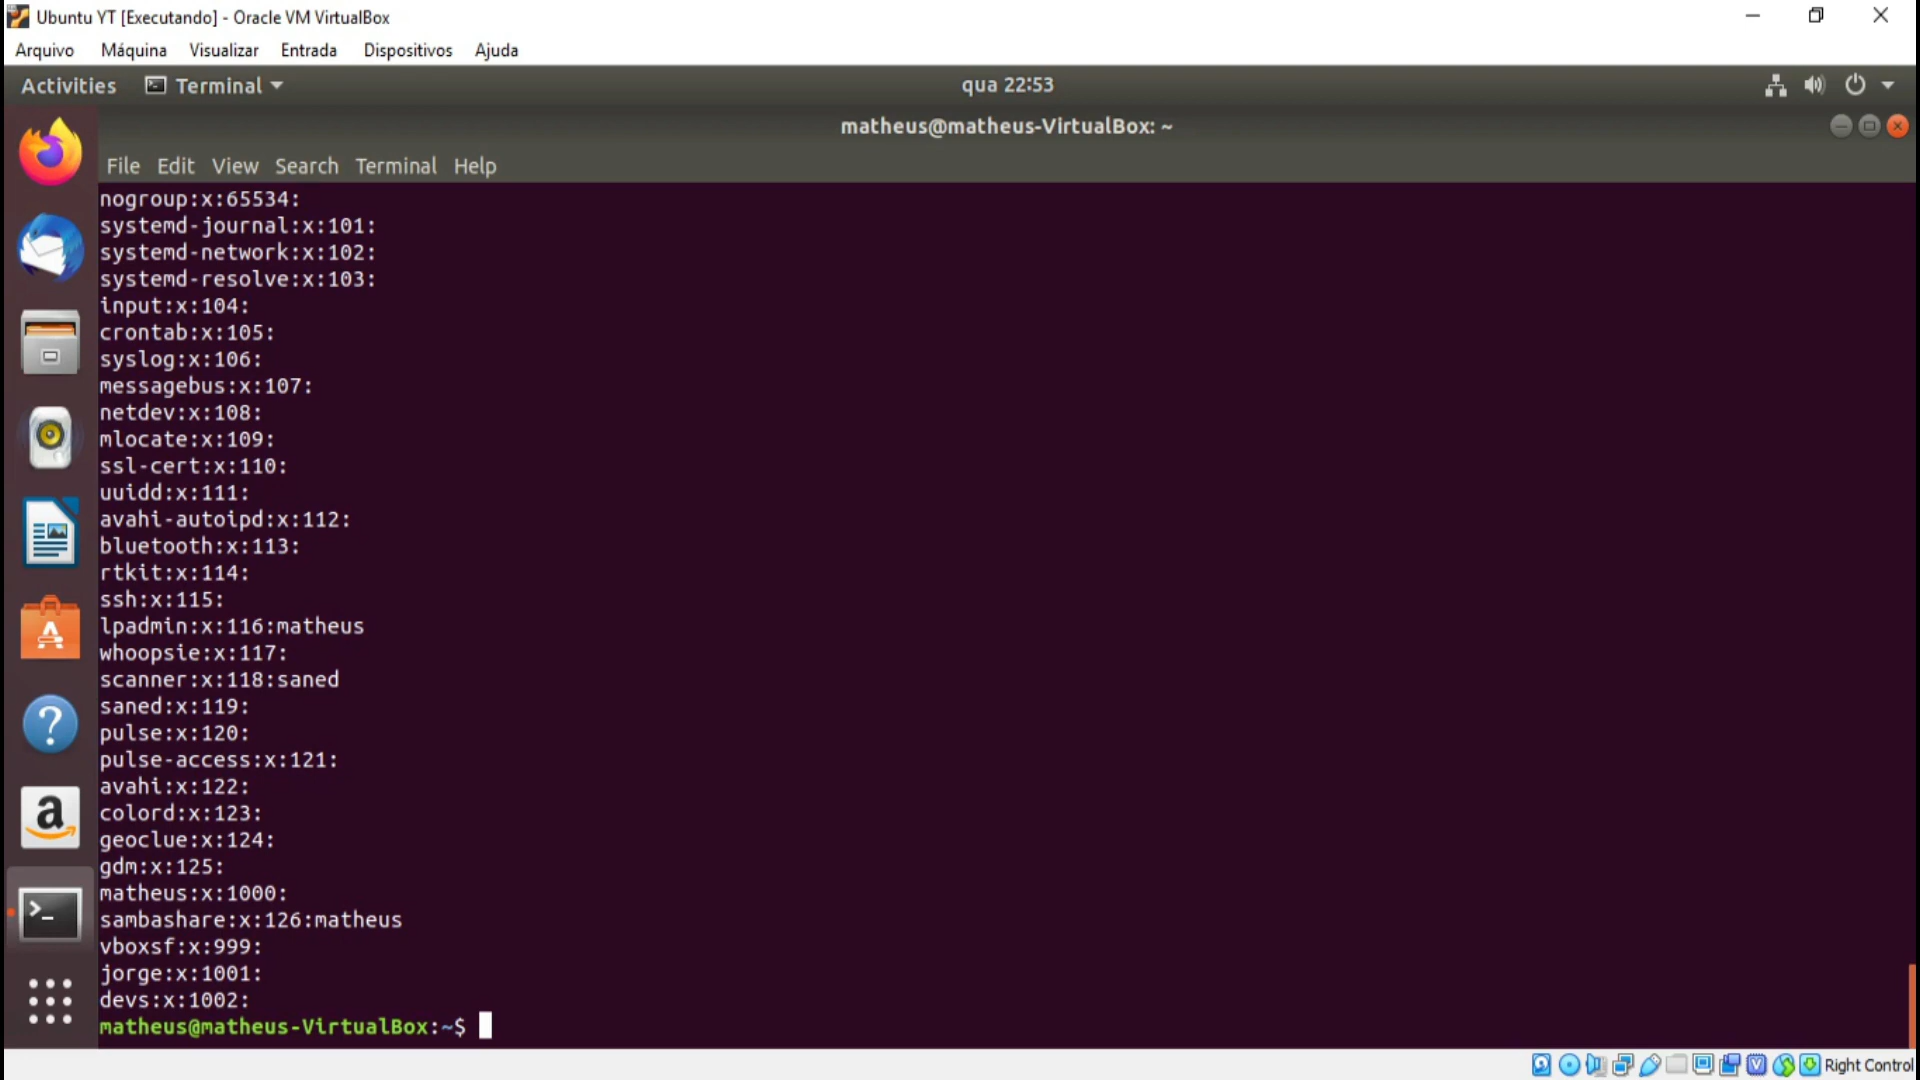 Ubuntu YT [Executando] - Oracle VM VirtualBox
Arquivo Máquina Visualizar Entrada Dispositivos Ajuda
Activities Terminal qua 22:53
matheus@matheus-VirtualBox: ~
File Edit View Search Terminal Help
nogroup:x:65534:
systemd-journal:x:101:
systemd-network:x:102:
systemd-resolve:x:103:
input:x:104:
crontab:x:105:
syslog:x:106:
messagebus:x:107:
netdev:x:108:
mlocate:x:109:
ssl-cert:x:110:
uuidd:x:111:
avahi-autoipd:x:112:
bluetooth:x:113:
rtkit:x:114:
ssh:x:115:
lpadmin:x:116:matheus
whoopsie:x:117:
scanner:x:118:saned
saned:x:119:
pulse:x:120:
pulse-access:x:121:
avahi:x:122:
colord:x:123:
geoclue:x:124:
gdm:x:125:
matheus:x:1000:
sambashare:x:126:matheus
vboxsf:x:999:
jorge:x:1001:
devs:x:1002:
matheus@matheus-VirtualBox:~$
Right Control